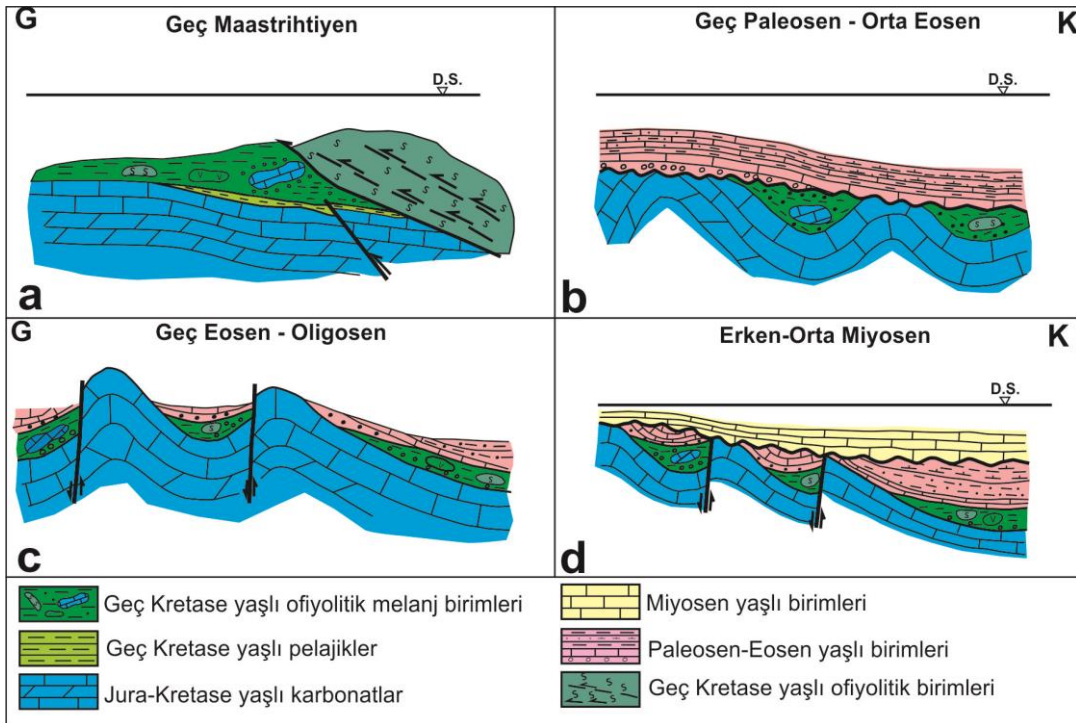 G
Geç Maastrihtiyen
D.S.
s s s s s s s s s s s s s
s s
v v
a
Geç Paleosen - Orta Eosen
K
D.S.
s s
b
G
Geç Eosen - Oligosen
s
v
s
c
Erken-Orta Miyosen
K
D.S.
s
s v
d
Geç Kretase yaşlı ofiyolitik melanj birimleri
Geç Kretase yaşlı pelajikler
Jura-Kretase yaşlı karbonatlar
Miyosen yaşlı birimleri
Paleosen-Eosen yaşlı birimleri
Geç Kretase yaşlı ofiyolitik birimleri